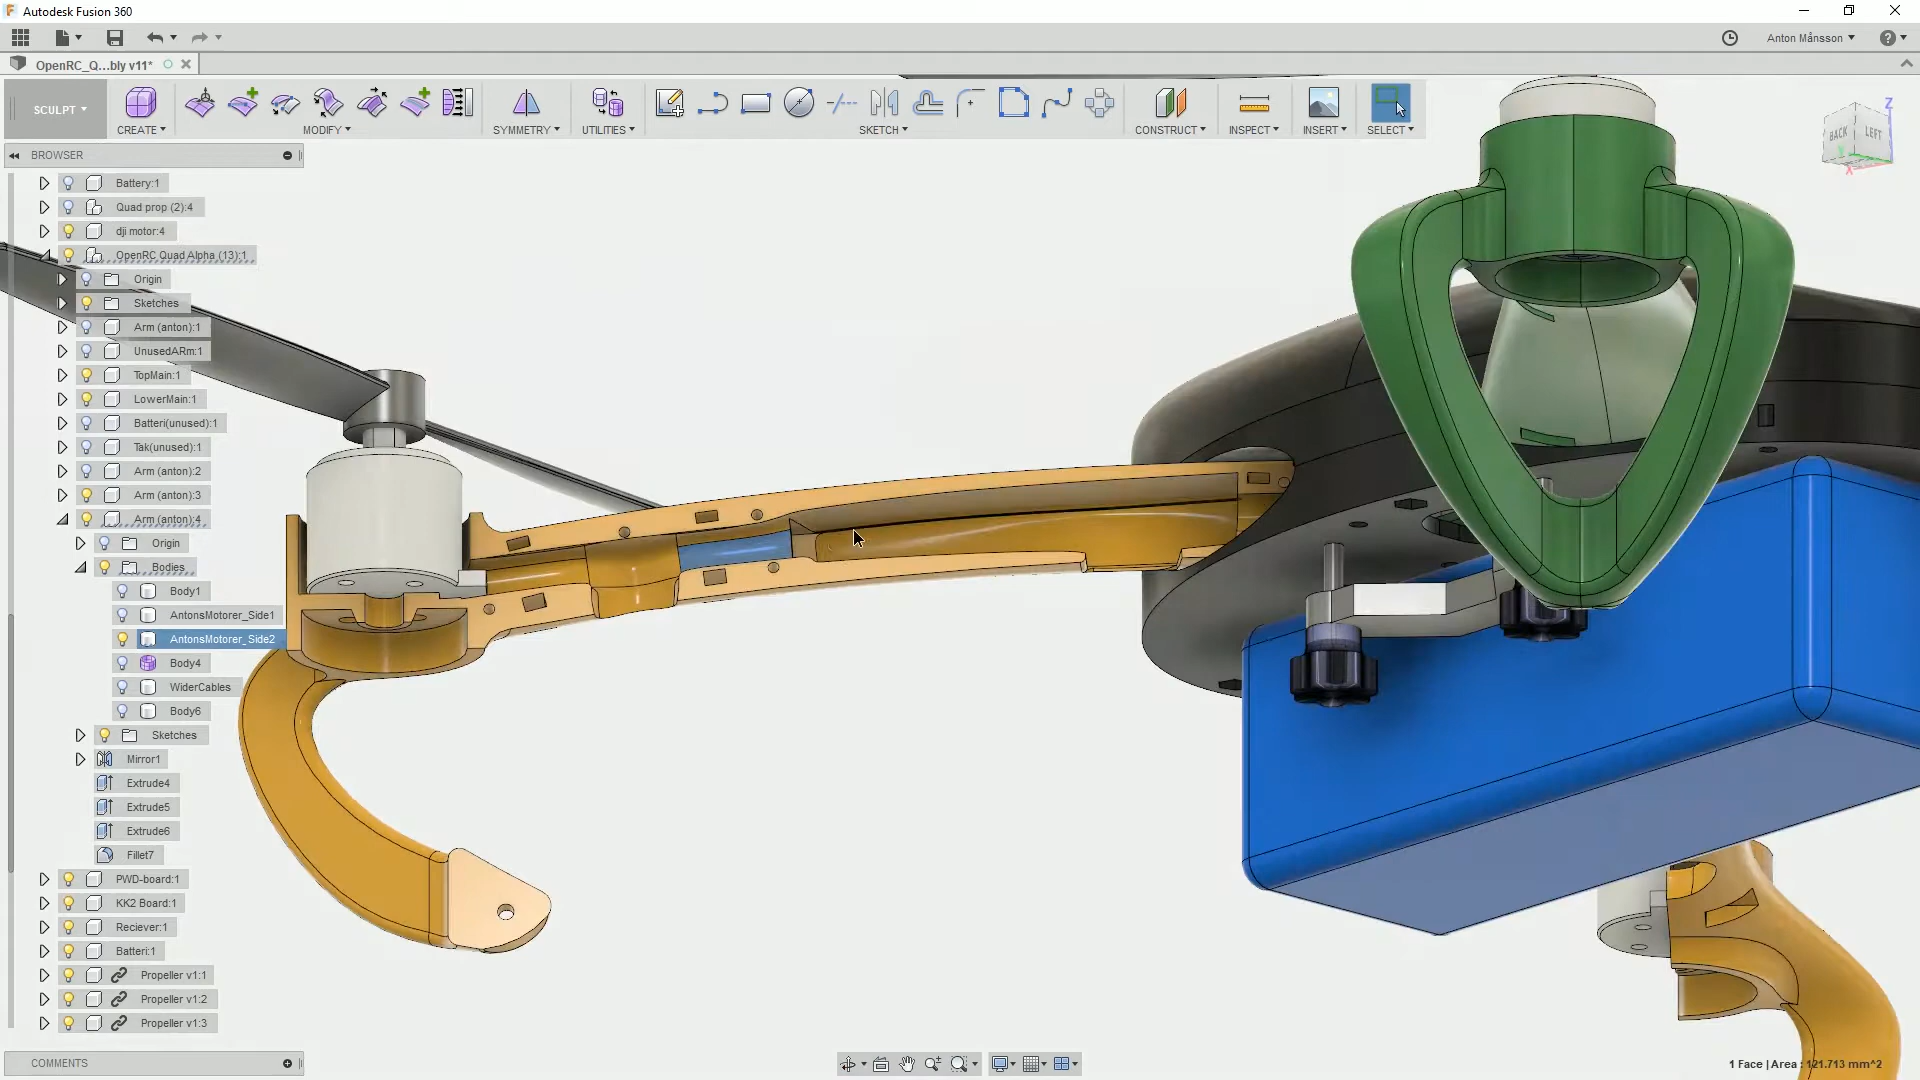 Autodesk Fusion 360
Anton Månsson
OpenRC_Q...bly v11*
SCULPT
CREATE
MODIFY
SYMMETRY
UTILITIES
SKETCH
CONSTRUCT
INSPECT
INSERT
SELECT
Z
BACK
LEFT
Y
X
BROWSER
Battery:1
Quad prop (2):4
dji motor:4
OpenRC Quad Alpha (13):1
Origin
Sketches
Arm (anton):1
UnusedARm:1
TopMain:1
LowerMain:1
Batteri(unused):1
Tak(unused):1
Arm (anton):2
Arm (anton):3
Arm (anton):4
Origin
Bodies
Body1
AntonsMotorer_Side1
AntonsMotorer_Side2
Body4
WiderCables
Body6
Sketches
Mirror1
Extrude4
Extrude5
Extrude6
Fillet7
PWD-board:1
KK2 Board:1
Reciever:1
Batteri:1
Propeller v1:1
Propeller v1:2
Propeller v1:3
COMMENTS
1 Face | Area : 121.713 mm^2